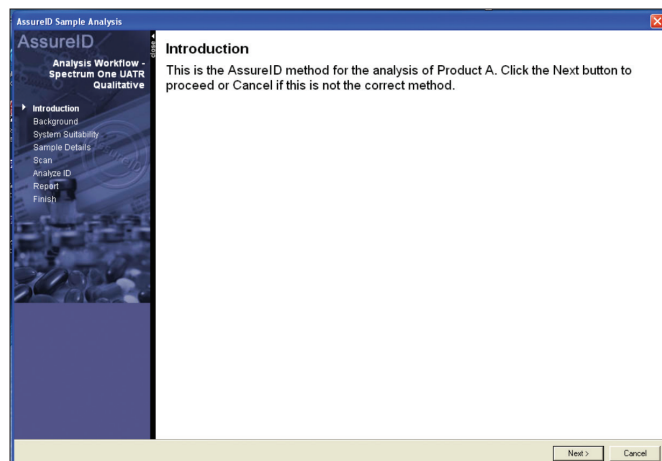 AssureID Sample Analysis
AssureID
close
Analysis Workflow -
Spectrum One UATR
Qualitative
Introduction
Background
System Suitability
Sample Details
Scan
Analyze ID
Report
Finish
Introduction
This is the AssureID method for the analysis of Product A. Click the Next button to
proceed or Cancel if this is not the correct method.
Next >
Cancel